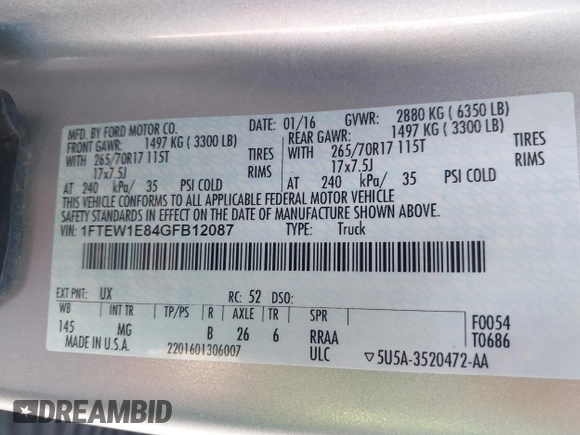 MFD. BY FORD MOTOR CO. DATE: 01/16 GVWR: 2880 KG ( 6350 LB)
FRONT GAWR: 1497 KG ( 3300 LB) REAR GAWR: 1497 KG ( 3300 LB)
WITH 265/70R17 115T TIRES WITH 265/70R17 115T TIRES
17x7.5J RIMS 17x7.5J RIMS
AT 240 kPa/ 35 PSI COLD AT 240 kPa/ 35 PSI COLD
THIS VEHICLE CONFORMS TO ALL APPLICABLE FEDERAL MOTOR VEHICLE
SAFETY STANDARDS IN EFFECT ON THE DATE OF MANUFACTURE SHOWN ABOVE.
VIN: 1FTEW1E84GFB12087 TYPE: Truck
EXT PNT: UX RC: 52 DSO:
WB INT TR TP/PS R AXLE TR SPR F0054
145 MG B 26 6 RRAA T0686
MADE IN U.S.A. 2201601306007 ULC ▽5U5A-3520472-AA
DREAMBID